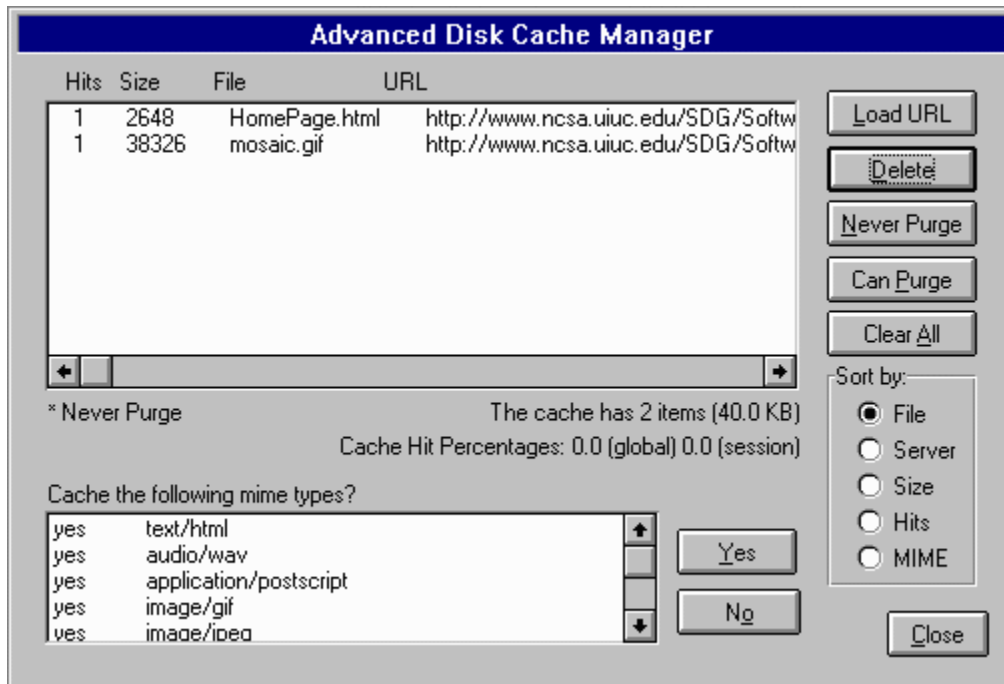 Advanced Disk Cache Manager
Hits Size File URL
1 2648 HomePage.html http://www.ncsa.uiuc.edu/SDG/Softw
1 38326 mosaic.gif http://www.ncsa.uiuc.edu/SDG/Softw
Load URL
Delete
Never Purge
Can Purge
Clear All
* Never Purge The cache has 2 items (40.0 KB)
Cache Hit Percentages: 0.0 (global) 0.0 (session)
Sort by:
File
Server
Size
Hits
MIME
Cache the following mime types?
yes text/html
yes audio/wav
yes application/postscript
yes image/gif
yes image/jpeg
Yes
No
Close